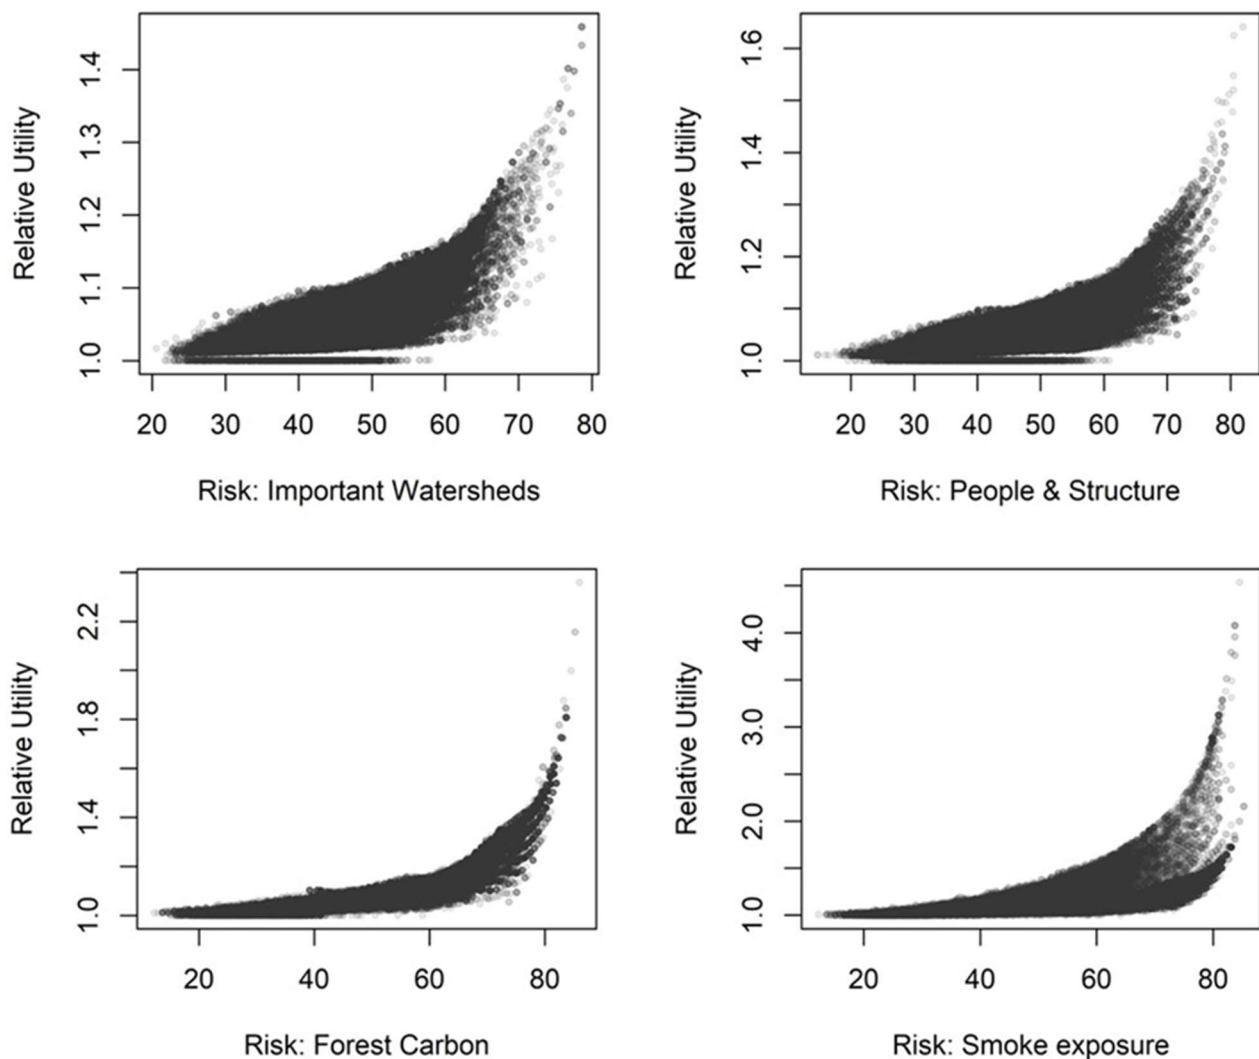 Relative Utility
1.0 1.1 1.2 1.3 1.4
20 30 40 50 60 70 80
Risk: Important Watersheds
Relative Utility
1.0 1.2 1.4 1.6
20 30 40 50 60 70 80
Risk: People & Structure
Relative Utility
1.0 1.4 1.8 2.2
20 40 60 80
Risk: Forest Carbon
Relative Utility
1.0 2.0 3.0 4.0
20 40 60 80
Risk: Smoke exposure